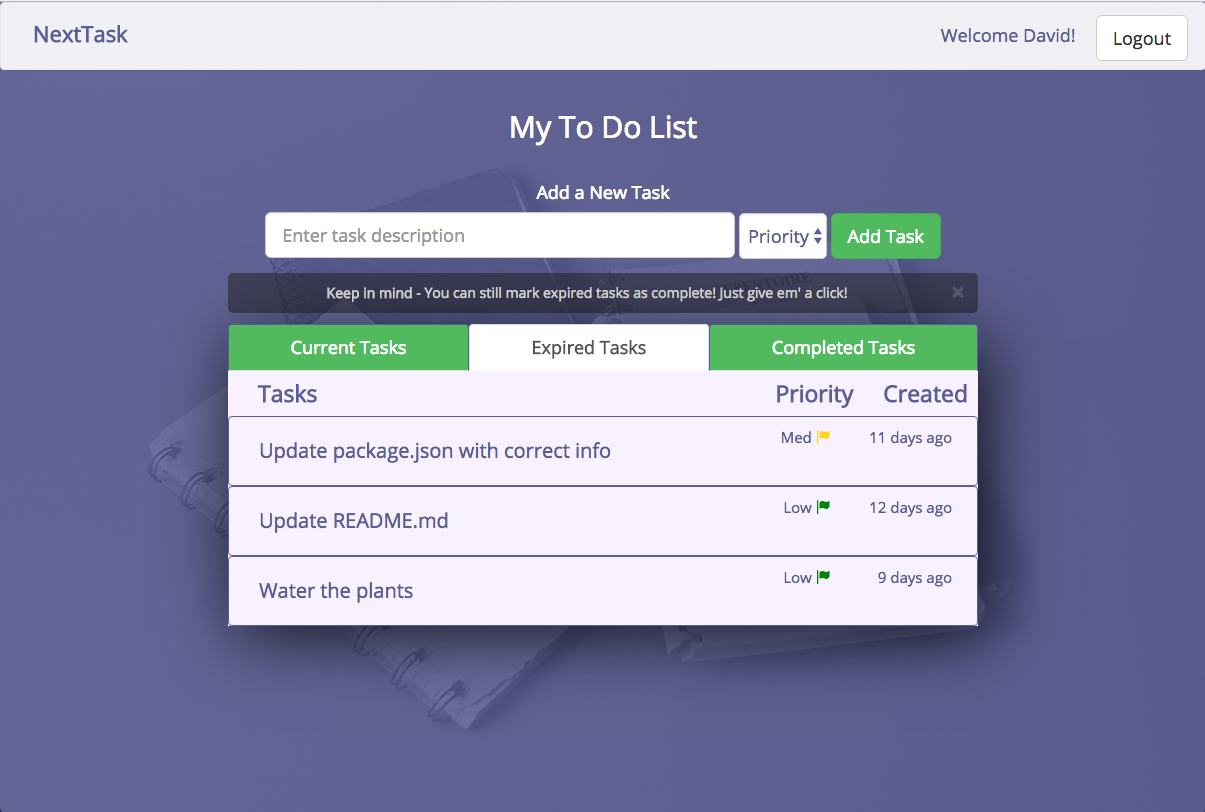 NextTask
Welcome David!
Logout
My To Do List
Add a New Task
Enter task description
Priority
Add Task
Keep in mind - You can still mark expired tasks as complete! Just give em' a click!
×
Current Tasks
Expired Tasks
Completed Tasks
Tasks Priority Created
Update package.json with correct info Med 11 days ago
Update README.md Low 12 days ago
Water the plants Low 9 days ago